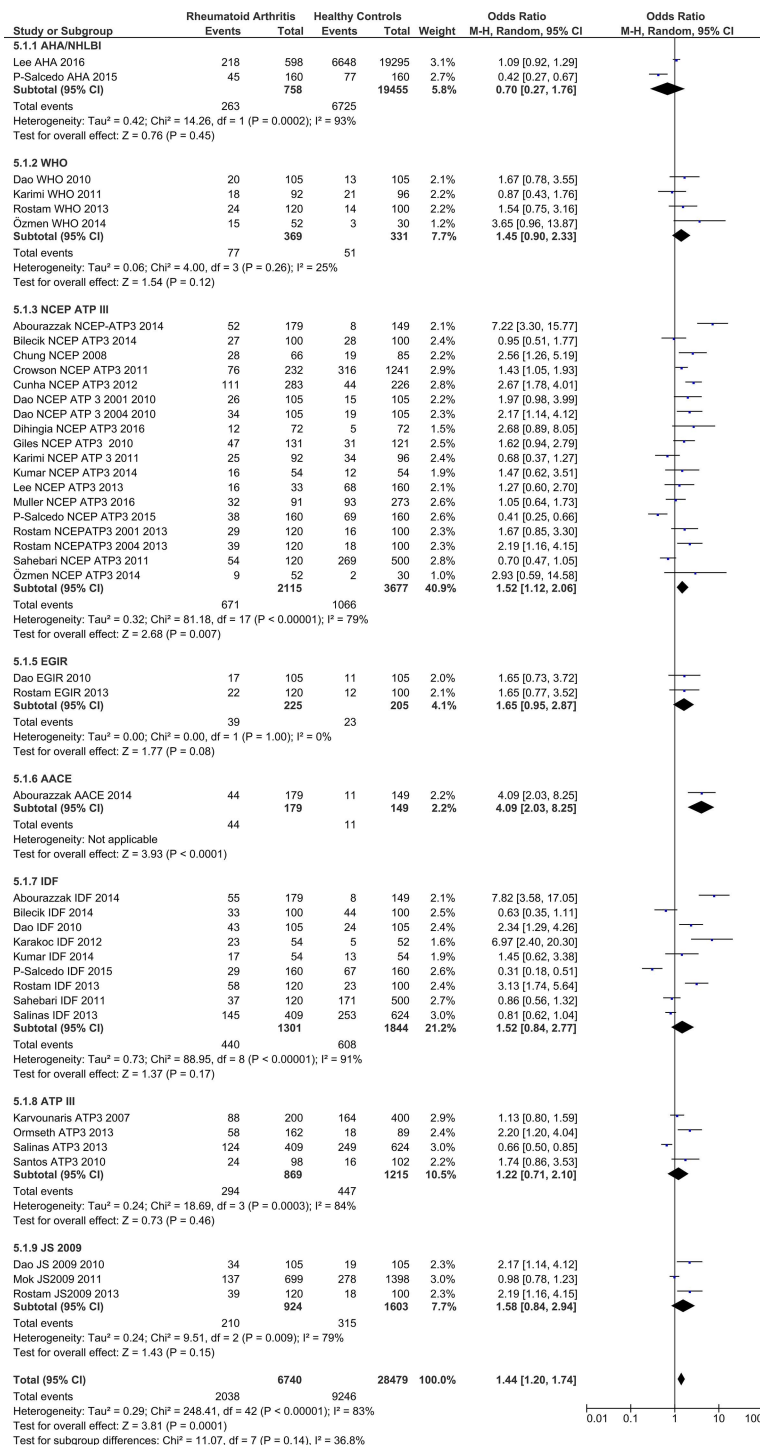 Rheumatoid Arthritis Healthy Controls Odds Ratio Odds Ratio
Study or Subgroup Events Total Events Total Weight M-H, Random, 95% CI M-H, Random, 95% CI
5.1.1 AHA/NHLBI
Lee AHA 2016 218 598 6648 19295 3.1% 1.09 [0.92, 1.29]
P-Salcedo AHA 2015 45 160 77 160 2.7% 0.42 [0.27, 0.67]
Subtotal (95% CI) 758 19455 5.8% 0.70 [0.27, 1.76]
Total events 263 6725
Heterogeneity: Tau² = 0.42; Chi² = 14.26, df = 1 (P = 0.0002); I² = 93%
Test for overall effect: Z = 0.76 (P = 0.45)
5.1.2 WHO
Dao WHO 2010 20 105 13 105 2.1% 1.67 [0.78, 3.55]
Karimi WHO 2011 18 92 21 96 2.2% 0.87 [0.43, 1.76]
Rostam WHO 2013 24 120 14 100 2.2% 1.54 [0.75, 3.16]
Özmen WHO 2014 15 52 3 30 1.2% 3.65 [0.96, 13.87]
Subtotal (95% CI) 369 331 7.7% 1.45 [0.90, 2.33]
Total events 77 51
Heterogeneity: Tau² = 0.06; Chi² = 4.00, df = 3 (P = 0.26); I² = 25%
Test for overall effect: Z = 1.54 (P = 0.12)
5.1.3 NCEP ATP III
Abourazzak NCEP-ATP3 2014 52 179 8 149 2.1% 7.22 [3.30, 15.77]
Bilecik NCEP ATP3 2014 27 100 28 100 2.4% 0.95 [0.51, 1.77]
Chung NCEP 2008 28 66 19 85 2.2% 2.56 [1.26, 5.19]
Crowson NCEP ATP3 2011 76 232 316 1241 2.9% 1.43 [1.05, 1.93]
Cunha NCEP ATP3 2012 111 283 44 226 2.8% 2.67 [1.78, 4.01]
Dao NCEP ATP 3 2001 2010 26 105 15 105 2.2% 1.97 [0.98, 3.99]
Dao NCEP ATP 3 2004 2010 34 105 19 105 2.3% 2.17 [1.14, 4.12]
Dihingia NCEP ATP3 2016 12 72 5 72 1.6% 2.68 [0.89, 8.05]
Giles NCEP ATP3 2010 47 131 31 121 2.5% 1.62 [0.94, 2.79]
Karimi NCEP ATP 3 2011 25 92 34 96 2.4% 0.68 [0.37, 1.27]
Kumar NCEP ATP3 2014 16 54 12 54 1.9% 1.47 [0.62, 3.51]
Lee NCEP ATP3 2013 16 33 68 160 2.1% 1.27 [0.60, 2.70]
Muller NCEP ATP3 2016 32 91 93 273 2.6% 1.05 [0.64, 1.73]
P-Salcedo NCEP ATP3 2015 38 160 69 160 2.6% 0.41 [0.25, 0.66]
Rostam NCEPATP3 2001 2013 29 120 16 100 2.3% 1.67 [0.85, 3.30]
Rostam NCEPATP3 2004 2013 39 120 18 100 2.3% 2.19 [1.16, 4.15]
Sahebari NCEP ATP3 2011 54 120 269 500 2.7% 0.70 [0.47, 1.05]
Özmen NCEP ATP3 2014 9 52 2 30 1.0% 2.93 [0.59, 14.58]
Subtotal (95% CI) 2115 3677 40.9% 1.52 [1.12, 2.06]
Total events 671 1066
Heterogeneity: Tau² = 0.32; Chi² = 81.18, df = 17 (P < 0.00001); I² = 79%
Test for overall effect: Z = 2.68 (P = 0.007)
5.1.5 EGIR
Dao EGIR 2010 17 105 11 105 2.0% 1.65 [0.73, 3.72]
Rostam EGIR 2013 22 120 12 100 2.1% 1.65 [0.77, 3.52]
Subtotal (95% CI) 225 205 4.1% 1.65 [0.95, 2.87]
Total events 39 23
Heterogeneity: Tau² = 0.00; Chi² = 0.00, df = 1 (P = 1.00); I² = 0%
Test for overall effect: Z = 1.77 (P = 0.08)
5.1.6 AACE
Abourazzak AACE 2014 44 179 11 149 2.2% 4.09 [2.03, 8.25]
Subtotal (95% CI) 179 149 2.2% 4.09 [2.03, 8.25]
Total events 44 11
Heterogeneity: Not applicable
Test for overall effect: Z = 3.93 (P < 0.0001)
5.1.7 IDF
Abourazzak IDF 2014 55 179 8 149 2.1% 7.82 [3.58, 17.05]
Bilecik IDF 2014 33 100 44 100 2.5% 0.63 [0.35, 1.11]
Dao IDF 2010 43 105 24 105 2.4% 2.34 [1.29, 4.26]
Karakoc IDF 2012 23 54 5 52 1.6% 6.97 [2.40, 20.30]
Kumar IDF 2014 17 54 13 54 1.9% 1.45 [0.62, 3.38]
P-Salcedo IDF 2015 29 160 67 160 2.5% 0.31 [0.18, 0.51]
Rostam IDF 2013 58 120 23 100 2.4% 3.13 [1.74, 5.64]
Sahebari IDF 2011 37 120 171 500 2.7% 0.86 [0.56, 1.32]
Salinas IDF 2013 145 409 253 624 3.0% 0.81 [0.62, 1.04]
Subtotal (95% CI) 1301 1844 21.2% 1.52 [0.84, 2.77]
Total events 440 608
Heterogeneity: Tau² = 0.73; Chi² = 88.95, df = 8 (P < 0.00001); I² = 91%
Test for overall effect: Z = 1.37 (P = 0.17)
5.1.8 ATP III
Karvounaris ATP3 2007 88 200 164 400 2.9% 1.13 [0.80, 1.59]
Ormseth ATP3 2013 58 162 18 89 2.4% 2.20 [1.20, 4.04]
Salinas ATP3 2013 124 409 249 624 3.0% 0.66 [0.50, 0.85]
Santos ATP3 2010 24 98 16 102 2.2% 1.74 [0.86, 3.53]
Subtotal (95% CI) 869 1215 10.5% 1.22 [0.71, 2.10]
Total events 294 447
Heterogeneity: Tau² = 0.24; Chi² = 18.69, df = 3 (P = 0.0003); I² = 84%
Test for overall effect: Z = 0.73 (P = 0.46)
5.1.9 JS 2009
Dao JS 2009 2010 34 105 19 105 2.3% 2.17 [1.14, 4.12]
Mok JS2009 2011 137 699 278 1398 3.0% 0.98 [0.78, 1.23]
Rostam JS2009 2013 39 120 18 100 2.3% 2.19 [1.16, 4.15]
Subtotal (95% CI) 924 1603 7.7% 1.58 [0.84, 2.94]
Total events 210 315
Heterogeneity: Tau² = 0.24; Chi² = 9.51, df = 2 (P = 0.009); I² = 79%
Test for overall effect: Z = 1.43 (P = 0.15)
Total (95% CI) 6740 28479 100.0% 1.44 [1.20, 1.74]
Total events 2038 9246
Heterogeneity: Tau² = 0.29; Chi² = 248.41, df = 42 (P < 0.00001); I² = 83%
Test for overall effect: Z = 3.81 (P = 0.0001)
Test for subgroup differences: Chi² = 11.07, df = 7 (P = 0.14), I² = 36.8%
0.01 0.1 1 10 100